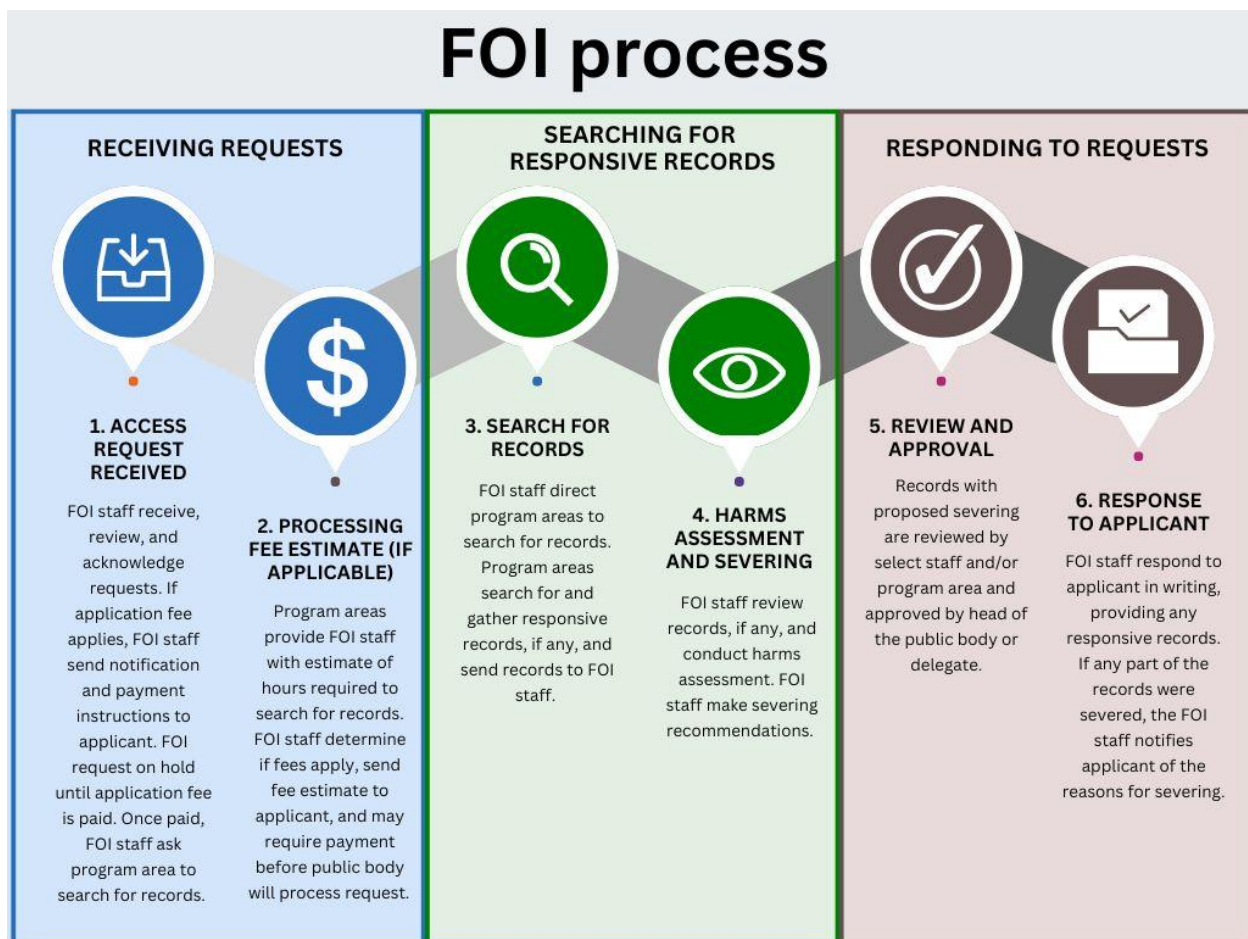 FOI process
RECEIVING REQUESTS
1. ACCESS
REQUEST
RECEIVED
FOI staff receive,
review, and
acknowledge
requests. If
application fee
applies, FOI staff
send notification
and payment
instructions to
applicant. FOI
request on hold
until application fee
is paid. Once paid,
FOI staff ask
program area to
search for records.
$
2. PROCESSING
FEE ESTIMATE (IF
APPLICABLE)
Program areas
provide FOI staff
with estimate of
hours required to
search for records.
FOI staff determine
if fees apply, send
fee estimate to
applicant, and may
require payment
before public body
will process request.
SEARCHING FOR
RESPONSIVE RECORDS
3. SEARCH FOR
RECORDS
FOI staff direct
program areas to
search for records.
Program areas
search for and
gather responsive
records, if any, and
send records to FOI
staff.
4. HARMS
ASSESSMENT
AND SEVERING
FOI staff review
records, if any, and
conduct harms
assessment. FOI
staff make severing
recommendations.
RESPONDING TO REQUESTS
5. REVIEW AND
APPROVAL
Records with
proposed severing
are reviewed by
select staff and/or
program area and
approved by head of
the public body or
delegate.
6. RESPONSE
TO APPLICANT
FOI staff respond to
applicant in writing,
providing any
responsive records.
If any part of the
records were
severed, the FOI
staff notifies
applicant of the
reasons for severing.